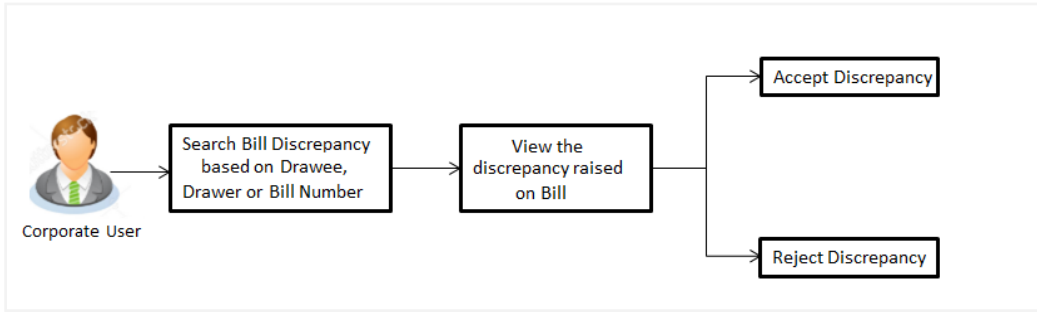 Search Bill Discrepancy
based on Drawee,
Drawer or Bill Number
View the
discrepancy raised
on Bill
Accept Discrepancy
Reject Discrepancy
Corporate User